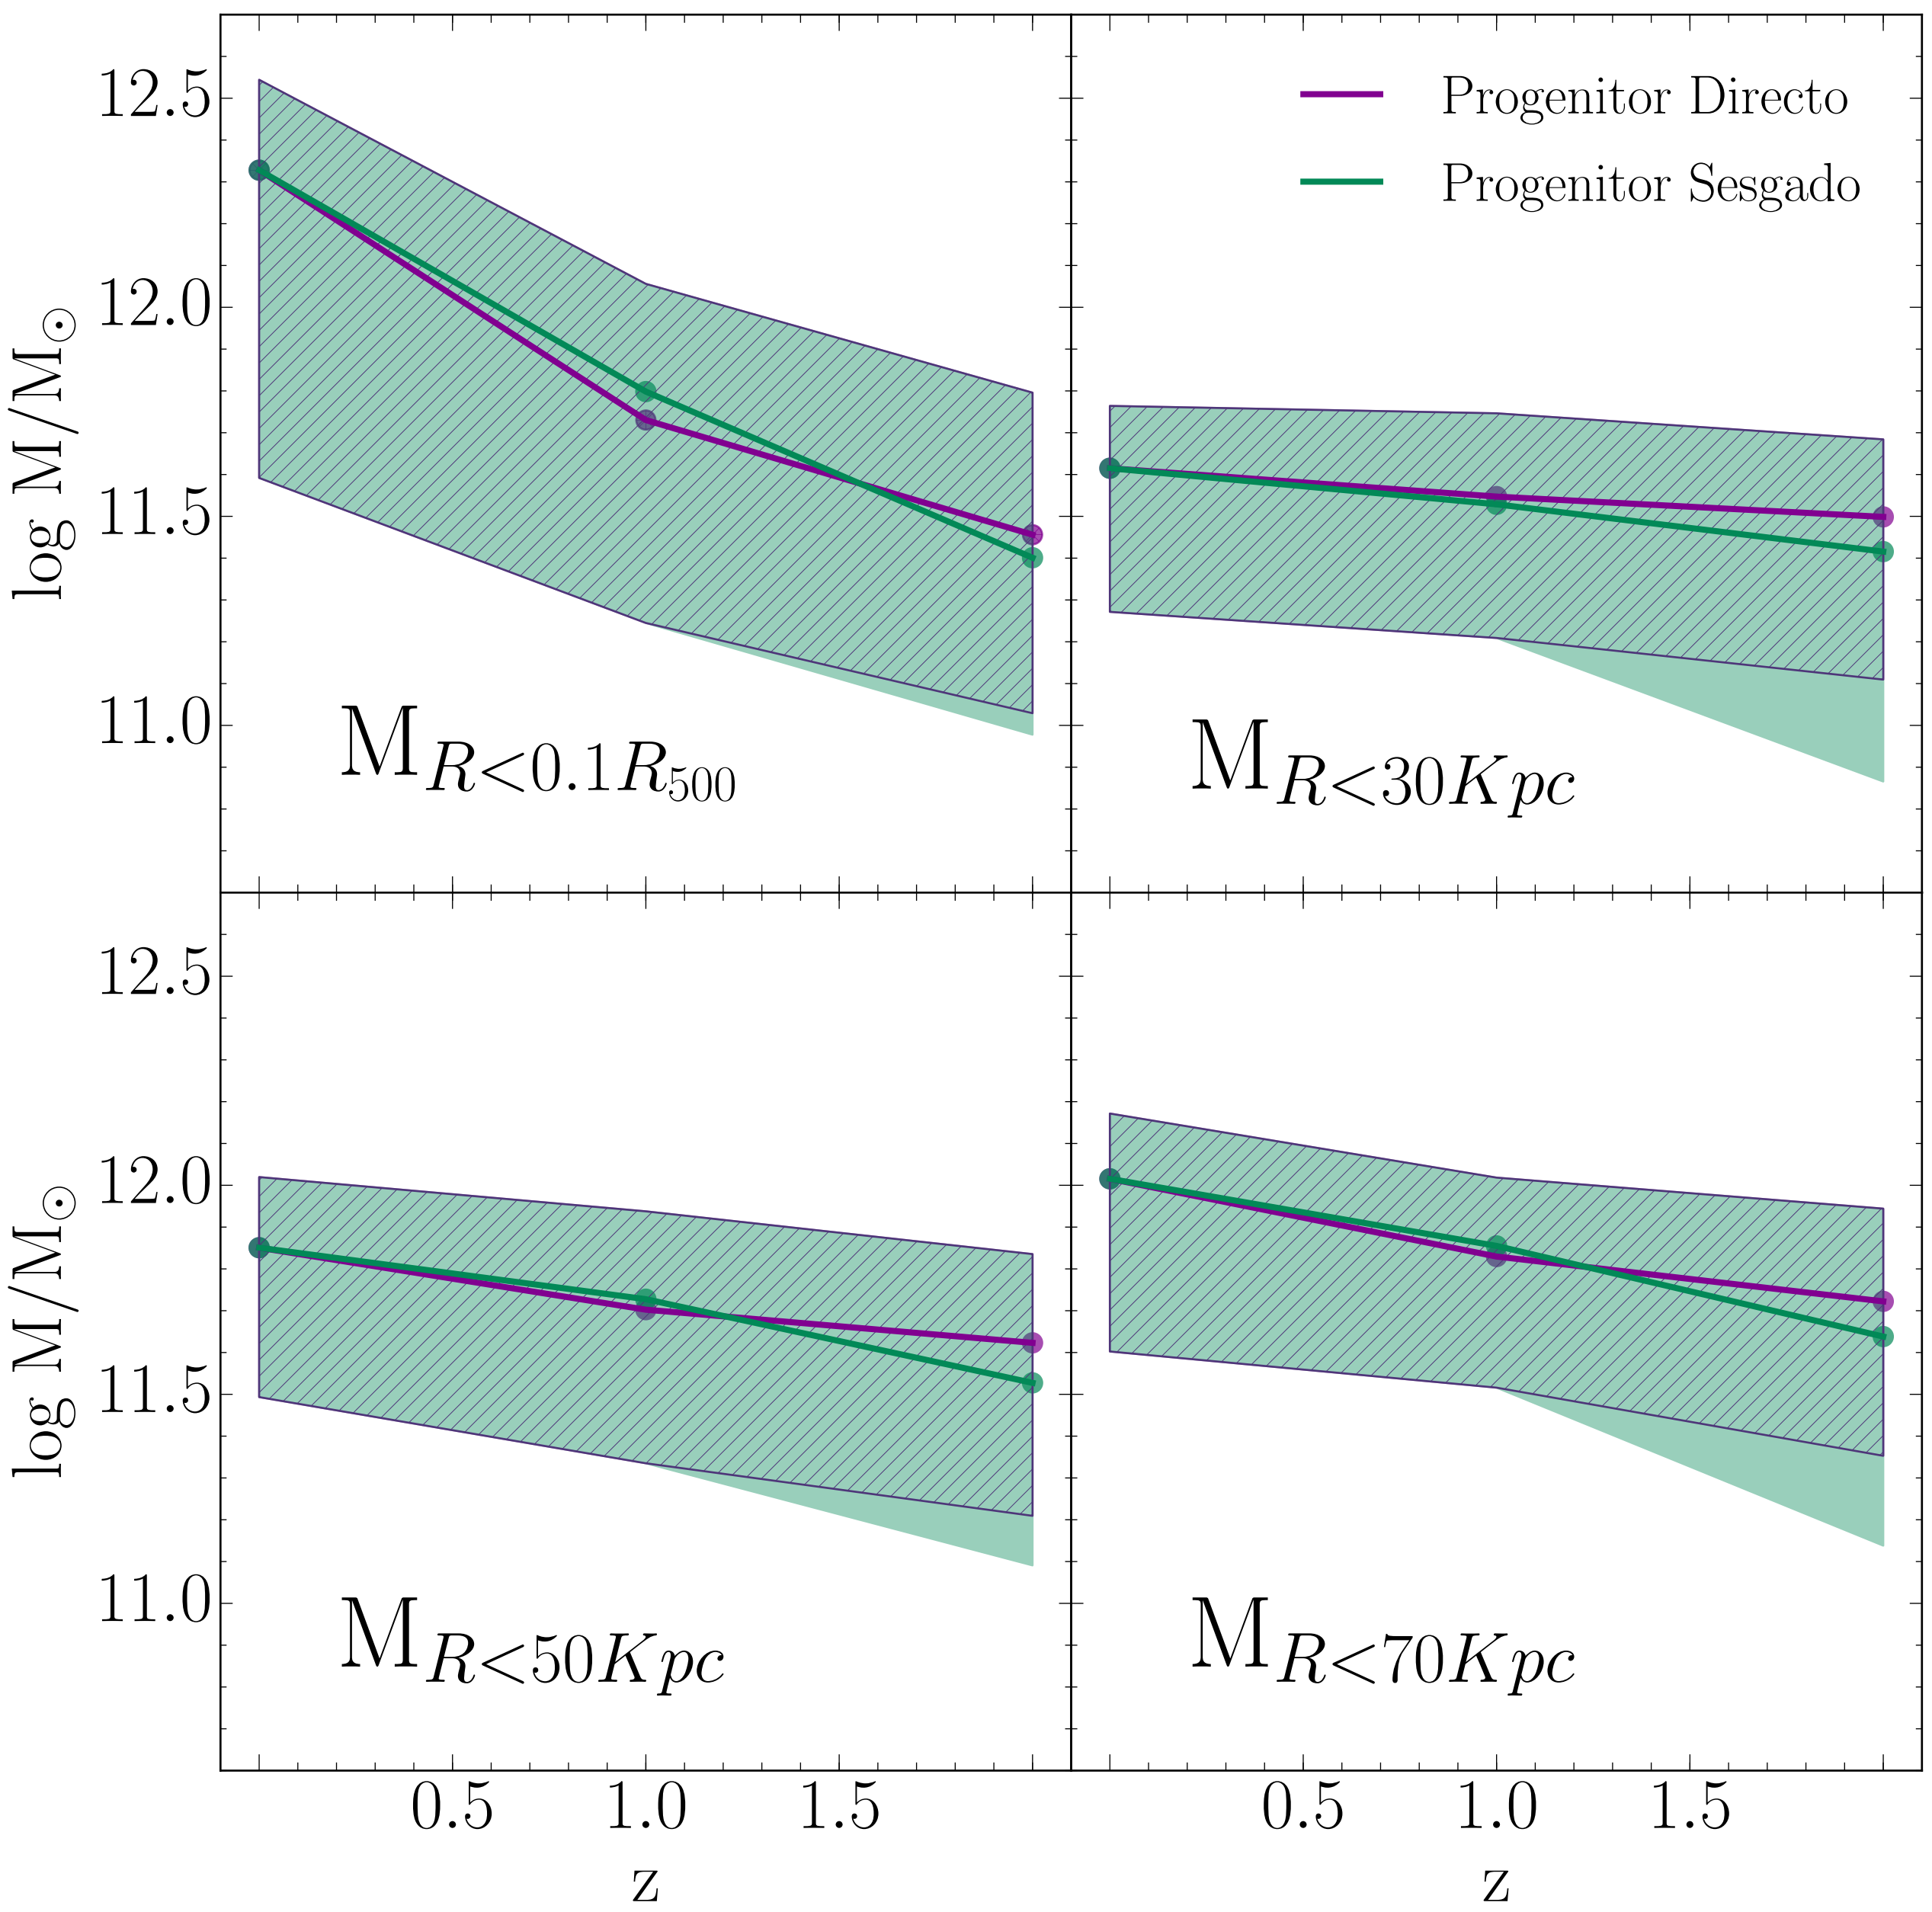 12.5
12.0
11.5
11.0
log M/M⊙
M_{R<0.1R_{500}}
Progenitor Directo
Progenitor Sesgado
M_{R<30Kpc}
12.5
12.0
11.5
11.0
log M/M⊙
M_{R<50Kpc}
M_{R<70Kpc}
0.5 1.0 1.5
0.5 1.0 1.5
z
z